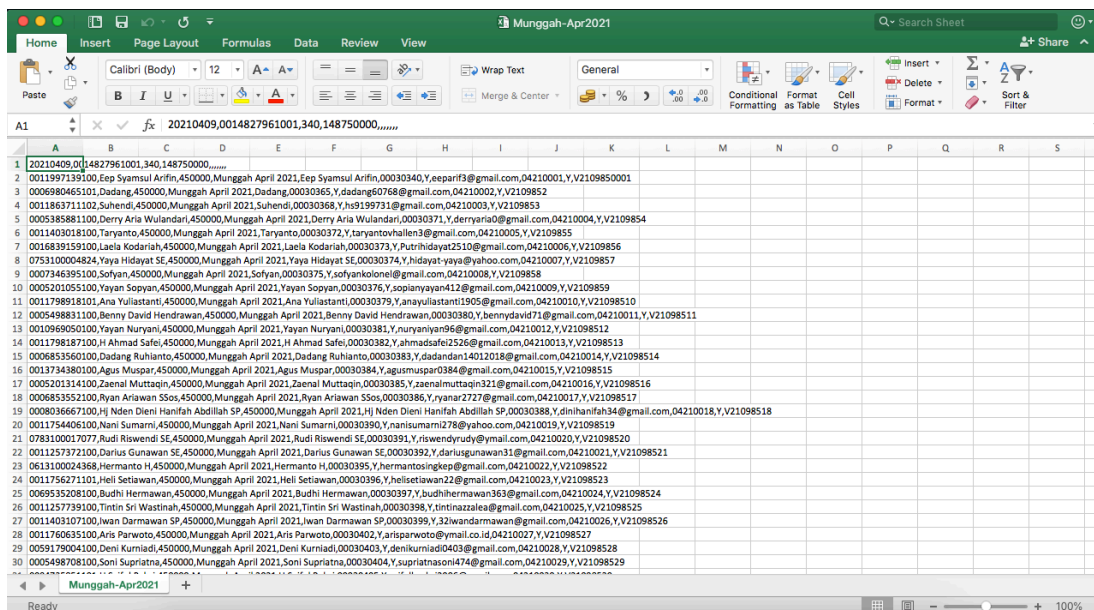 Munggah-Apr2021
Search Sheet
Home Insert Page Layout Formulas Data Review View
Share
Calibri (Body) 12 A A
Wrap Text
General
Insert
Delete
Format
Paste
B I U A
Merge & Center
% )
.0 .00
.00 .0
Conditional Formatting
Format as Table
Cell Styles
Sort & Filter
A1 fx 20210409,0014827961001,340,148750000,,,,,,,
A B C D E F G H I J K L M N O P Q R S
1 20210409,0014827961001,340,148750000,,,,,,,
2 0011997139100,Eep Syamsul Arifin,450000,Munggah April 2021,Eep Syamsul Arifin,00030340,Y,eeparif3@gmail.com,04210001,Y,V2109850001
3 0006980465101,Dadang,450000,Munggah April 2021,Dadang,00030365,Y,dadang60768@gmail.com,04210002,Y,V2109852
4 0011863711102,Suhendi,450000,Munggah April 2021,Suhendi,00030368,Y,hs9199731@gmail.com,04210003,Y,V2109853
5 0005385881100,Derry Aria Wulandari,450000,Munggah April 2021,Derry Aria Wulandari,00030371,Y,derryaria0@gmail.com,04210004,Y,V2109854
6 0011403018100,Taryanto,450000,Munggah April 2021,Taryanto,00030372,Y,taryantovhallen3@gmail.com,04210005,Y,V2109855
7 0016839159100,Laela Kodariah,450000,Munggah April 2021,Laela Kodariah,00030373,Y,Putrihidayat2510@gmail.com,04210006,Y,V2109856
8 0753100004824,Yaya Hidayat SE,450000,Munggah April 2021,Yaya Hidayat SE,00030374,Y,hidayat-yaya@yahoo.com,04210007,Y,V2109857
9 0007346395100,Sofyan,450000,Munggah April 2021,Sofyan,00030375,Y,sofyankolonel@gmail.com,04210008,Y,V2109858
10 0005201055100,Yayan Sopyan,450000,Munggah April 2021,Yayan Sopyan,00030376,Y,sopianyayan412@gmail.com,04210009,Y,V2109859
11 0011798918101,Ana Yuliastanti,450000,Munggah April 2021,Ana Yuliastanti,00030379,Y,anayuliastanti1905@gmail.com,04210010,Y,V21098510
12 0005498831100,Benny David Hendrawan,450000,Munggah April 2021,Benny David Hendrawan,00030380,Y,bennydavid71@gmail.com,04210011,Y,V21098511
13 0010969050100,Yayan Nuryani,450000,Munggah April 2021,Yayan Nuryani,00030381,Y,nuryaniyan96@gmail.com,04210012,Y,V21098512
14 0011798187100,H Ahmad Safei,450000,Munggah April 2021,H Ahmad Safei,00030382,Y,ahmadsafei2526@gmail.com,04210013,Y,V21098513
15 0006853560100,Dadang Ruhianto,450000,Munggah April 2021,Dadang Ruhianto,00030383,Y,dadandan14012018@gmail.com,04210014,Y,V21098514
16 0013734380100,Agus Muspar,450000,Munggah April 2021,Agus Muspar,00030384,Y,agusmuspar0384@gmail.com,04210015,Y,V21098515
17 0005201314100,Zaenal Muttaqin,450000,Munggah April 2021,Zaenal Muttaqin,00030385,Y,zaenalmuttaqin321@gmail.com,04210016,Y,V21098516
18 0006853552100,Ryan Ariawan SSos,450000,Munggah April 2021,Ryan Ariawan SSos,00030386,Y,ryanar2727@gmail.com,04210017,Y,V21098517
19 0008036667100,Hj Nden Dieni Hanifah Abdillah SP,450000,Munggah April 2021,Hj Nden Dieni Hanifah Abdillah SP,00030388,Y,dinihanifah34@gmail.com,04210018,Y,V21098518
20 0011754406100,Nani Sumarni,450000,Munggah April 2021,Nani Sumarni,00030390,Y,nanisumarni278@yahoo.com,04210019,Y,V21098519
21 0783100017077,Rudi Riswendi SE,450000,Munggah April 2021,Rudi Riswendi SE,00030391,Y,riswendyrudy@ymail.com,04210020,Y,V21098520
22 0011257372100,Darius Gunawan SE,450000,Munggah April 2021,Darius Gunawan SE,00030392,Y,dariusgunawan31@gmail.com,04210021,Y,V21098521
23 0613100024368,Hermanto H,450000,Munggah April 2021,Hermanto H,00030395,Y,hermantosingkep@gmail.com,04210022,Y,V21098522
24 0011756271101,Heli Setiawan,450000,Munggah April 2021,Heli Setiawan,00030396,Y,helisetiawan22@gmail.com,04210023,Y,V21098523
25 0069535208100,Budhi Hermawan,450000,Munggah April 2021,Budhi Hermawan,00030397,Y,budhihermawan363@gmail.com,04210024,Y,V21098524
26 0011257739100,Tintin Sri Wastinah,450000,Munggah April 2021,Tintin Sri Wastinah,00030398,Y,tintinazzalea@gmail.com,04210025,Y,V21098525
27 0011403107100,Iwan Darmawan SP,450000,Munggah April 2021,Iwan Darmawan SP,00030399,Y,32iwandarmawan@gmail.com,04210026,Y,V21098526
28 0011760635100,Aris Parwoto,450000,Munggah April 2021,Aris Parwoto,00030402,Y,arisparwoto@ymail.co.id,04210027,Y,V21098527
29 0059179004100,Deni Kurniadi,450000,Munggah April 2021,Deni Kurniadi,00030403,Y,denikurniadi0403@gmail.com,04210028,Y,V21098528
30 0005498708100,Soni Supriatna,450000,Munggah April 2021,Soni Supriatna,00030404,Y,supriatnasoni474@gmail.com,04210029,Y,V21098529
Munggah-Apr2021 +
Ready
100%